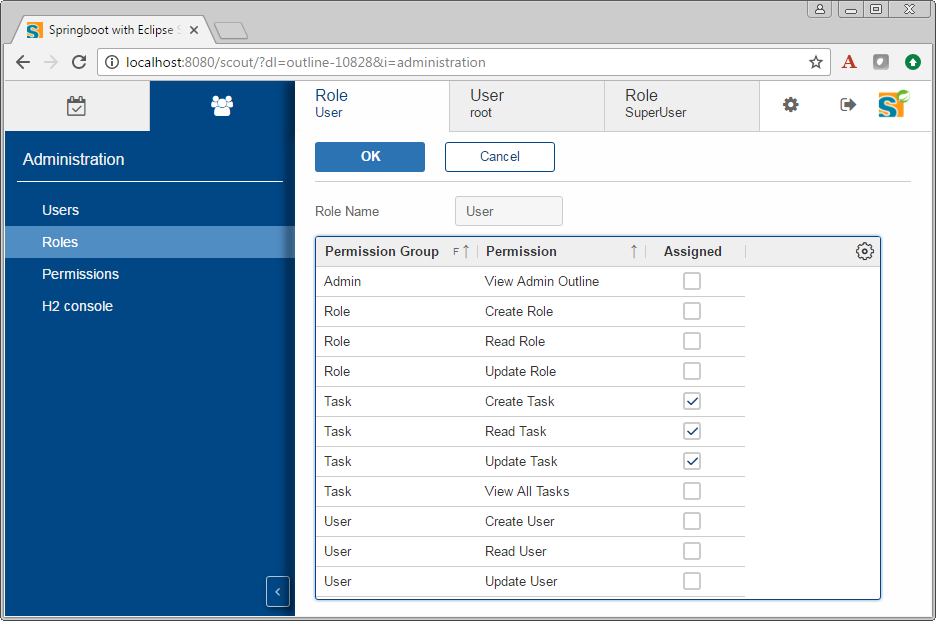 Springboot with Eclipse S
localhost:8080/scout/?dl=outline-10828&i=administration
A
Role
User
User
root
Role
SuperUser
Administration
Users
Roles
Permissions
H2 console
OK
Cancel
Role Name
User
Permission Group F Permission Assigned
Admin View Admin Outline
Role Create Role
Role Read Role
Role Update Role
Task Create Task
Task Read Task
Task Update Task
Task View All Tasks
User Create User
User Read User
User Update User